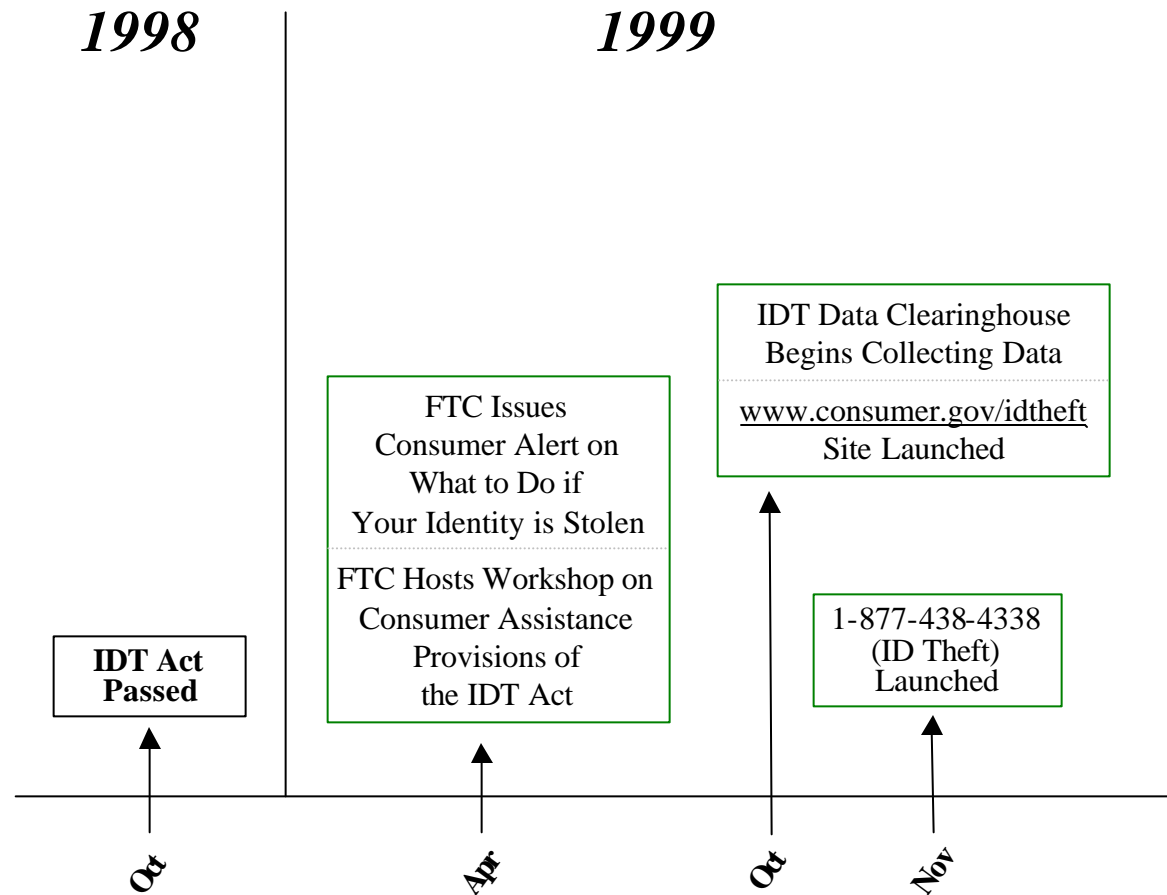 1998
1999
IDT Data Clearinghouse
Begins Collecting Data
www.consumer.gov/idtheft
Site Launched
FTC Issues
Consumer Alert on
What to Do if
Your Identity is Stolen
FTC Hosts Workshop on
Consumer Assistance
Provisions of
the IDT Act
1-877-438-4338
(ID Theft)
Launched
IDT Act
Passed
Oct
Apr
Oct
Nov